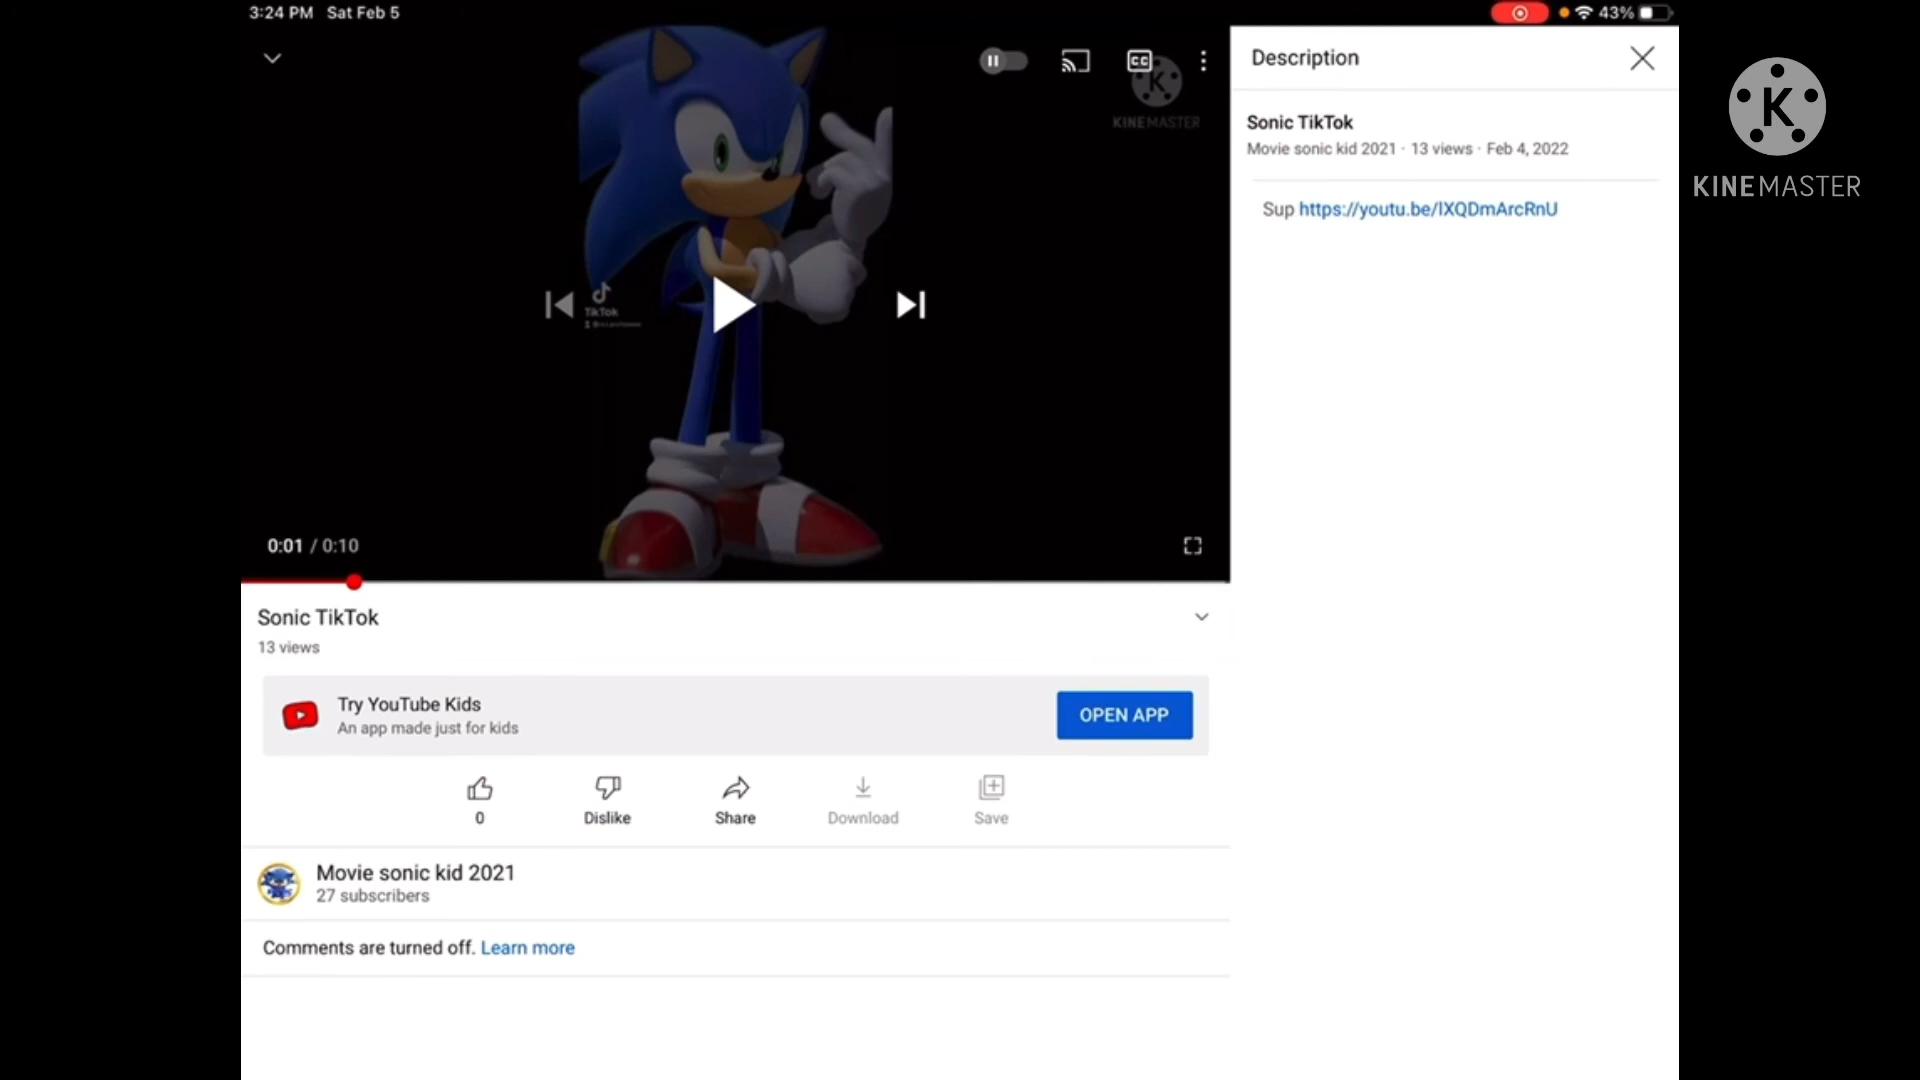 3:24 PM Sat Feb 5
43%
CC
K
KINEMASTER
TikTok
0:01 / 0:10
Sonic TikTok
13 views
Try YouTube Kids
An app made just for kids
OPEN APP
0
Dislike
Share
Download
Save
Movie sonic kid 2021
27 subscribers
Comments are turned off. Learn more
Description
Sonic TikTok
Movie sonic kid 2021 · 13 views · Feb 4, 2022
Sup https://youtu.be/IXQDmArcRnU
K
KINEMASTER